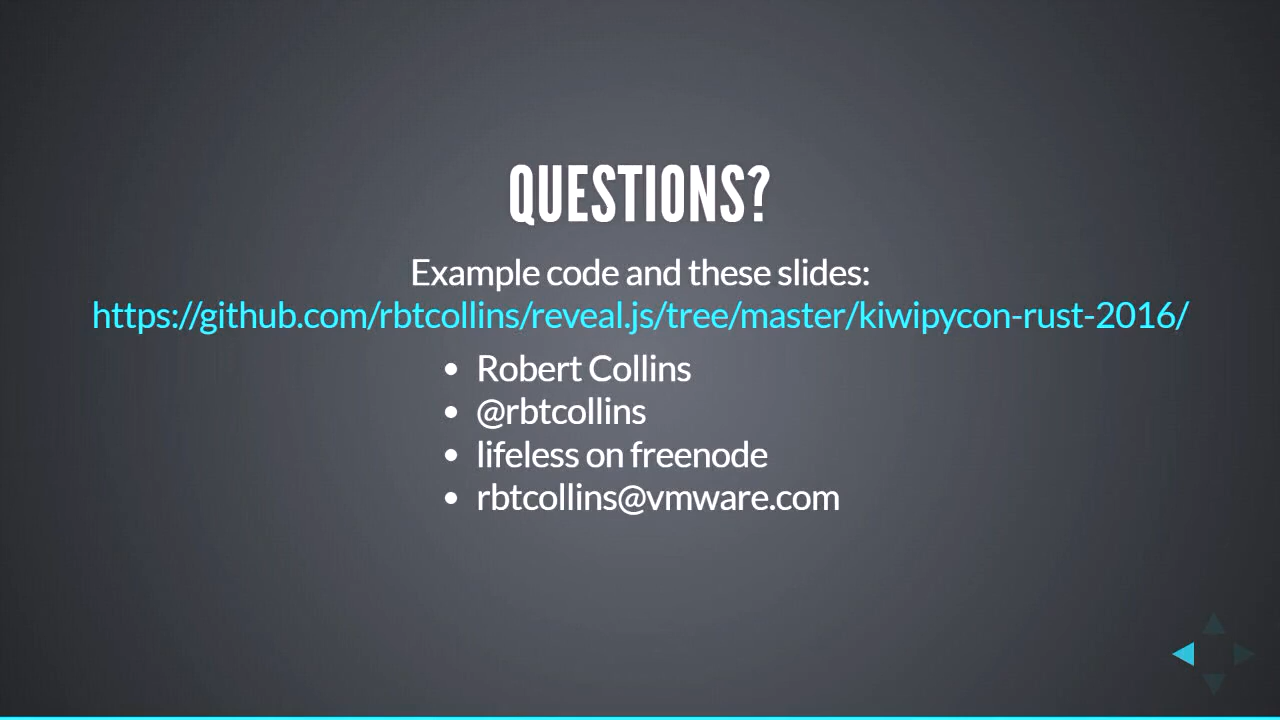 QUESTIONS?
Example code and these slides:
https://github.com/rbtcollins/reveal.js/tree/master/kiwipycon-rust-2016/
• Robert Collins
• @rbtcollins
• lifeless on freenode
• rbtcollins@vmware.com